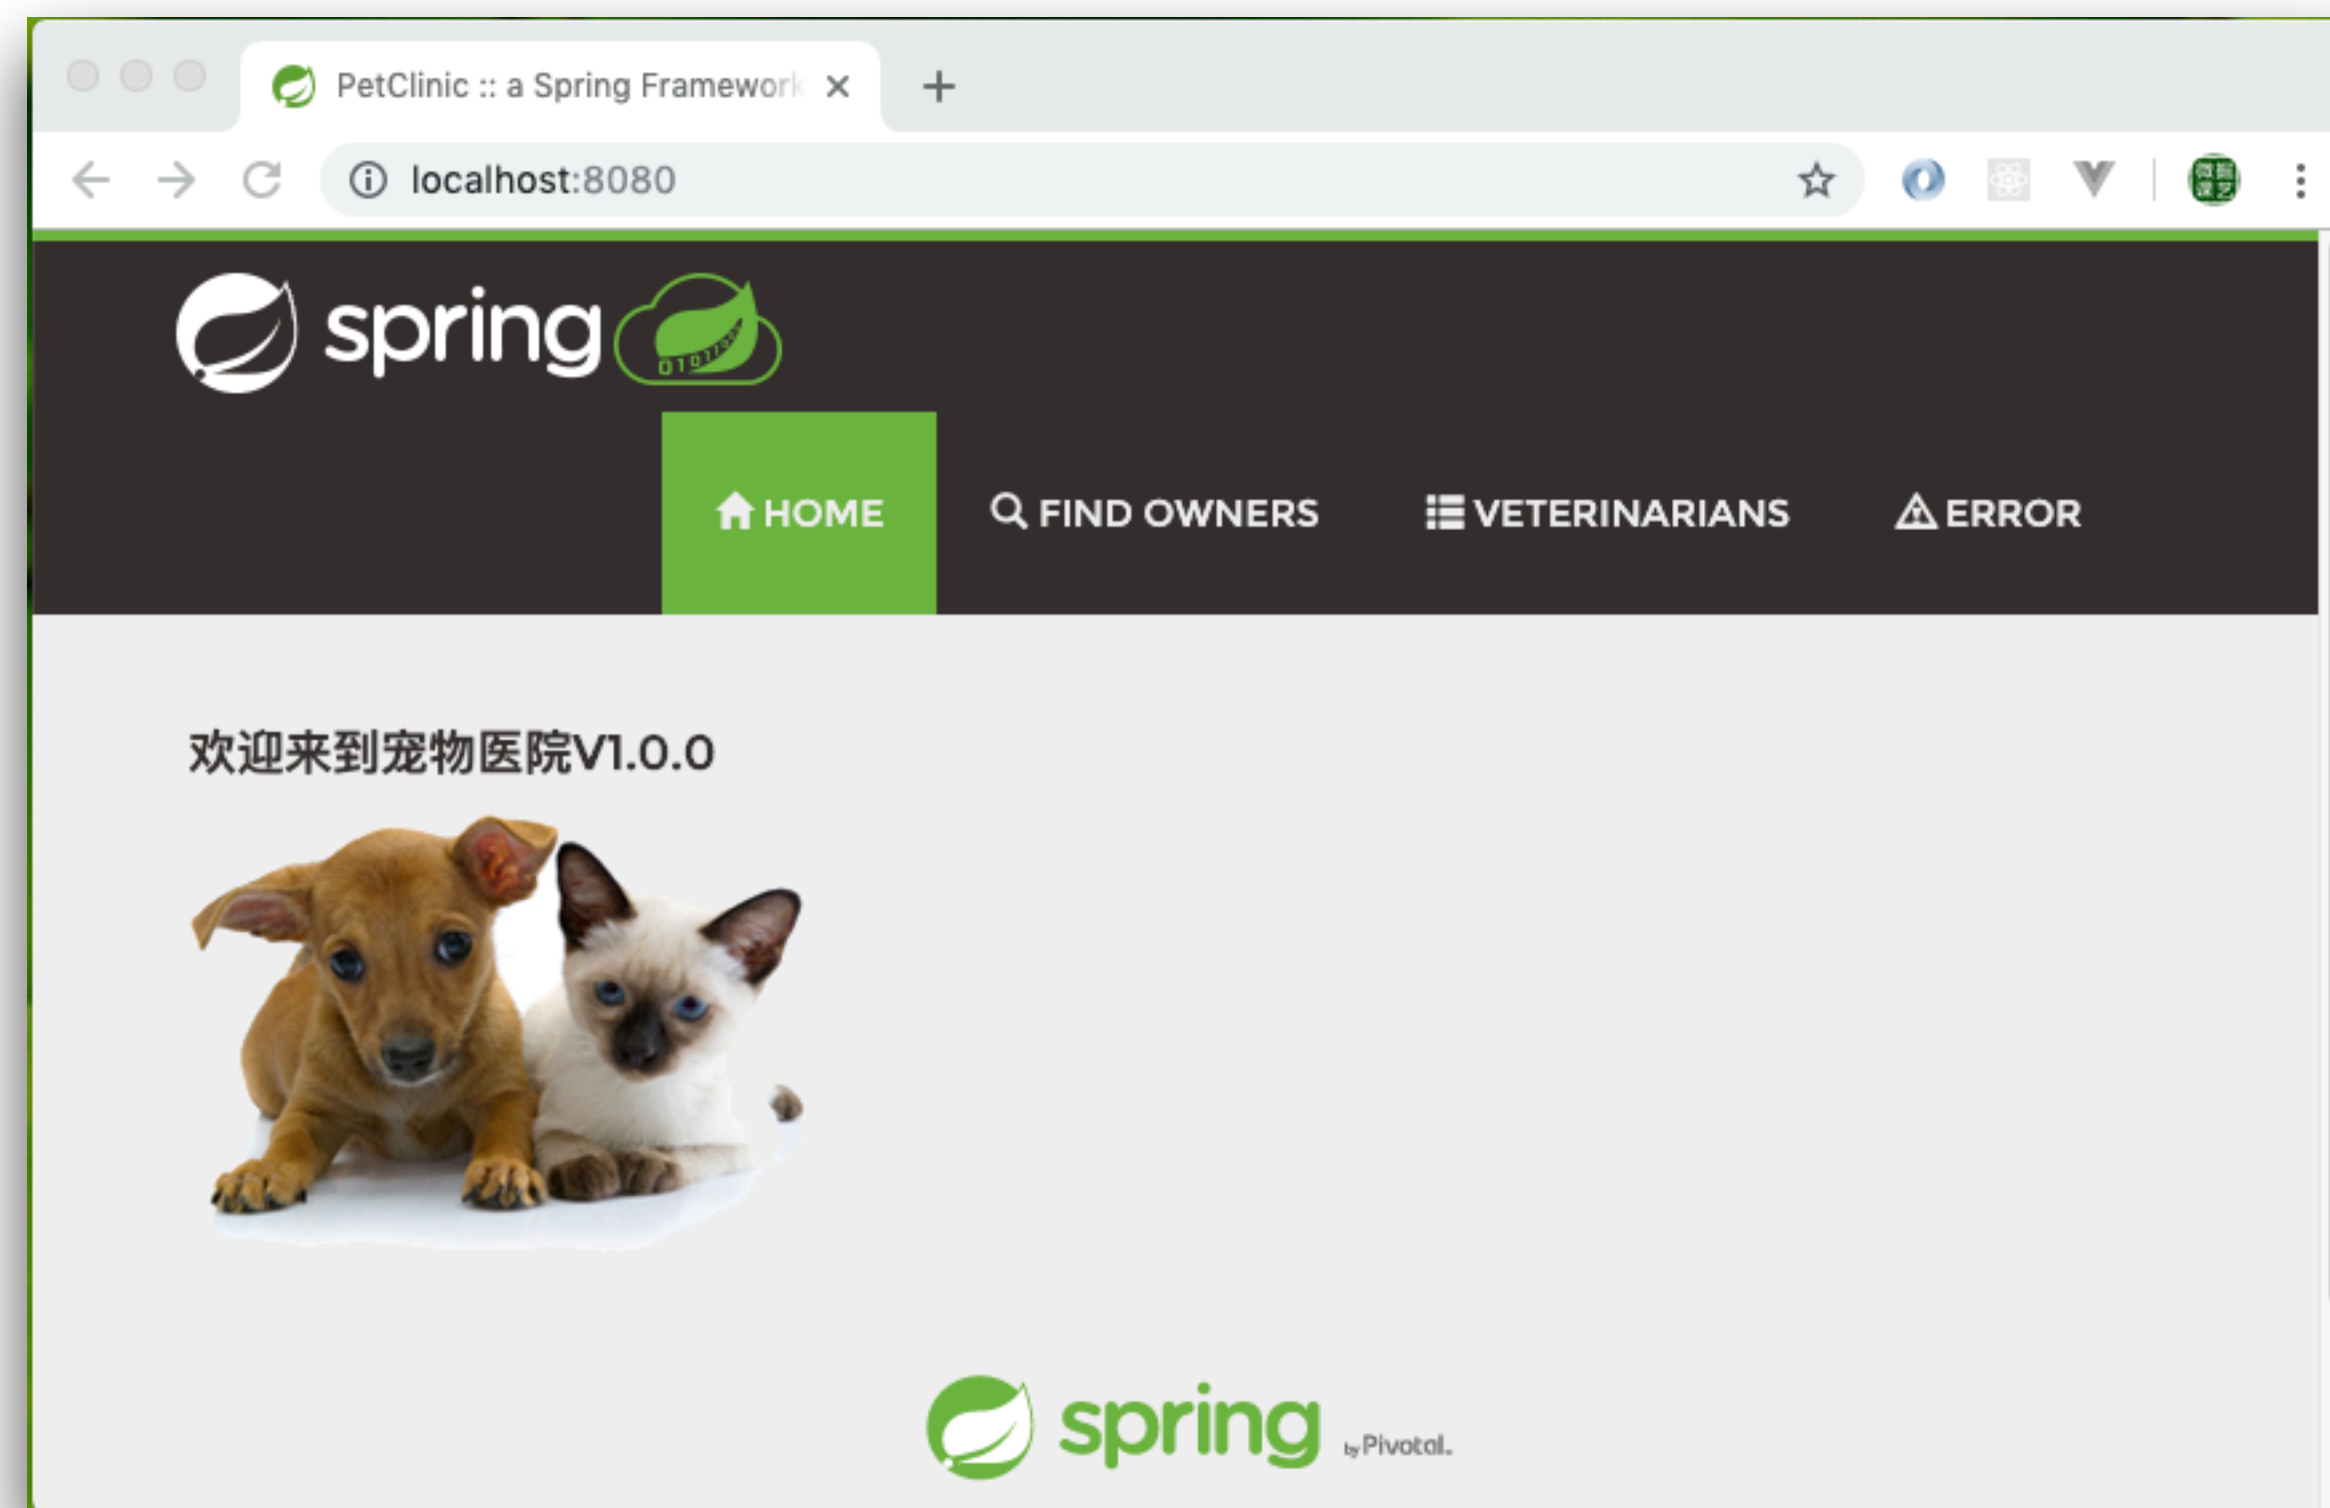 PetClinic :: a Spring Framework
localhost:8080
spring
HOME
FIND OWNERS
VETERINARIANS
ERROR
欢迎来到宠物医院V1.0.0
spring by Pivotal.